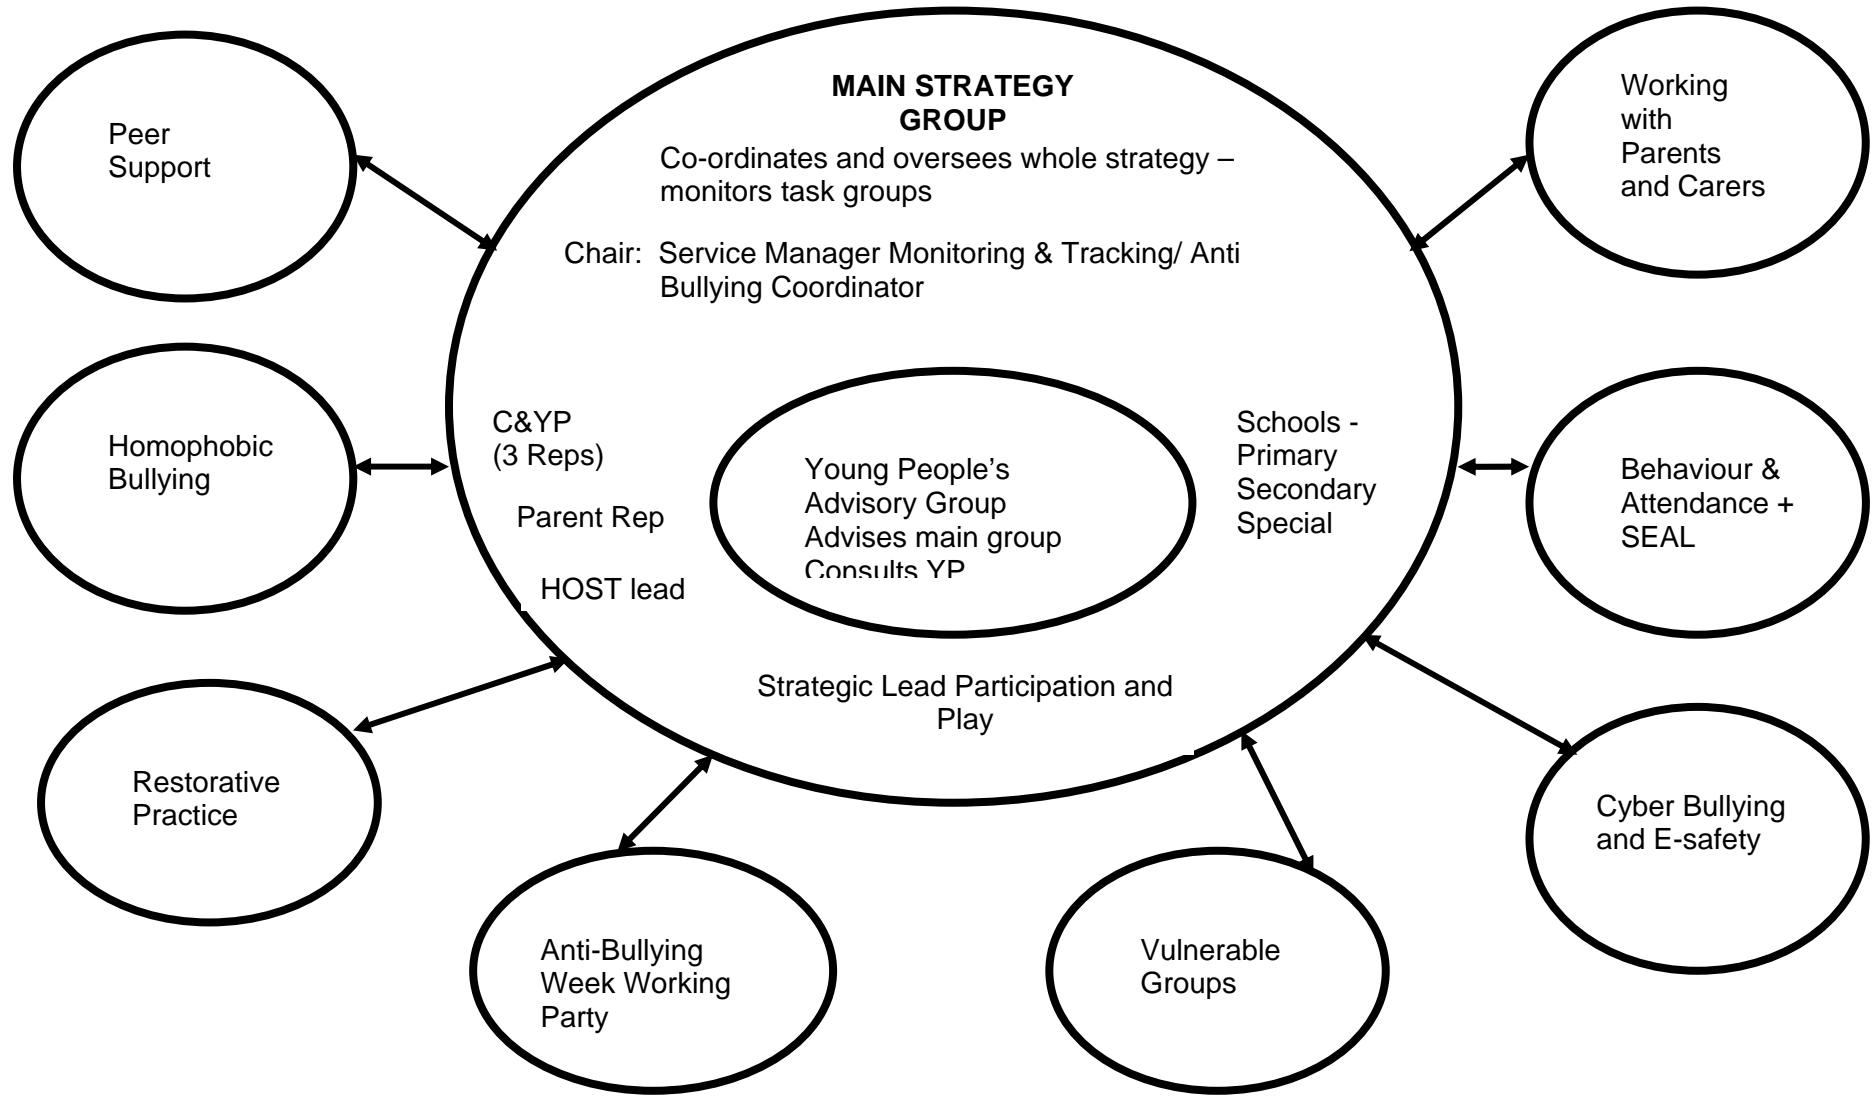 MAIN STRATEGY
GROUP
Co-ordinates and oversees whole strategy –
monitors task groups
Chair: Service Manager Monitoring & Tracking/ Anti
Bullying Coordinator
Peer
Support
Working
with
Parents
and Carers
Homophobic
Bullying
C&YP
(3 Reps)
Parent Rep
HOST lead
Young People’s
Advisory Group
Advises main group
Consults YP
Schools -
Primary
Secondary
Special
Behaviour &
Attendance +
SEAL
Strategic Lead Participation and
Play
Restorative
Practice
Cyber Bullying
and E-safety
Anti-Bullying
Week Working
Party
Vulnerable
Groups